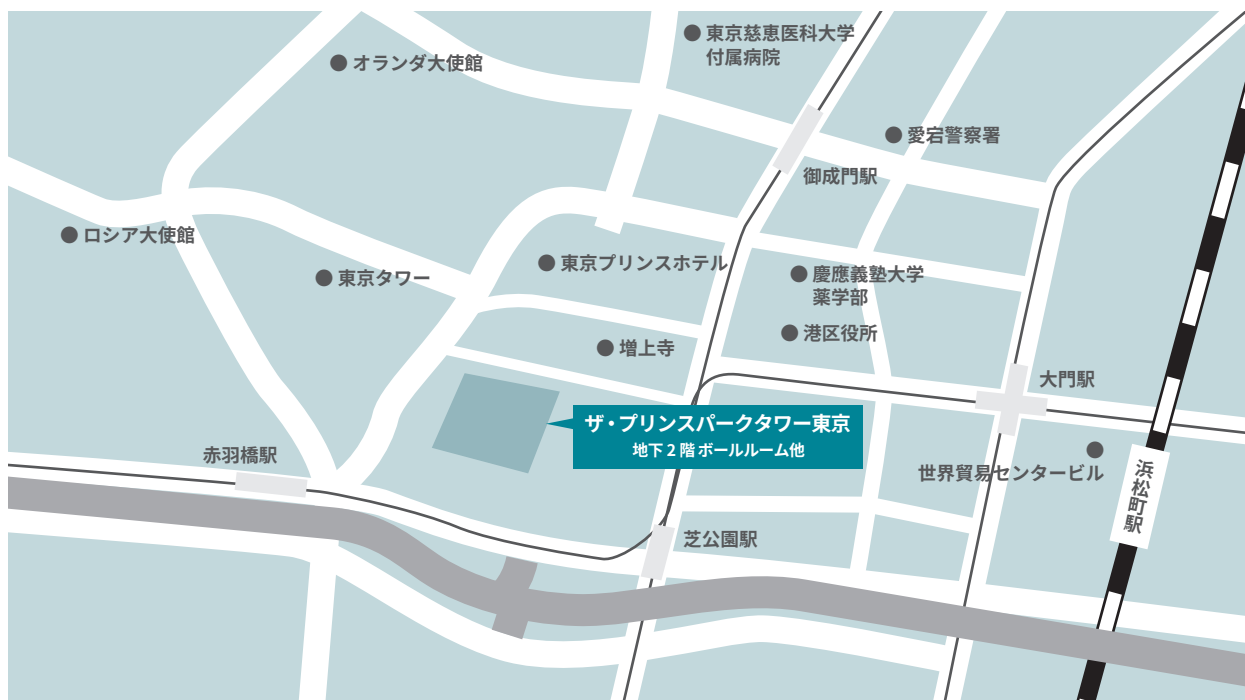 東京慈恵医科大学
付属病院
オランダ大使館
愛宕警察署
御成門駅
ロシア大使館
東京プリンスホテル
東京タワー
慶應義塾大学
薬学部
港区役所
増上寺
大門駅
ザ・プリンスパークタワー東京
地下2階ボールルーム他
赤羽橋駅
世界貿易センタービル
浜松町駅
芝公園駅